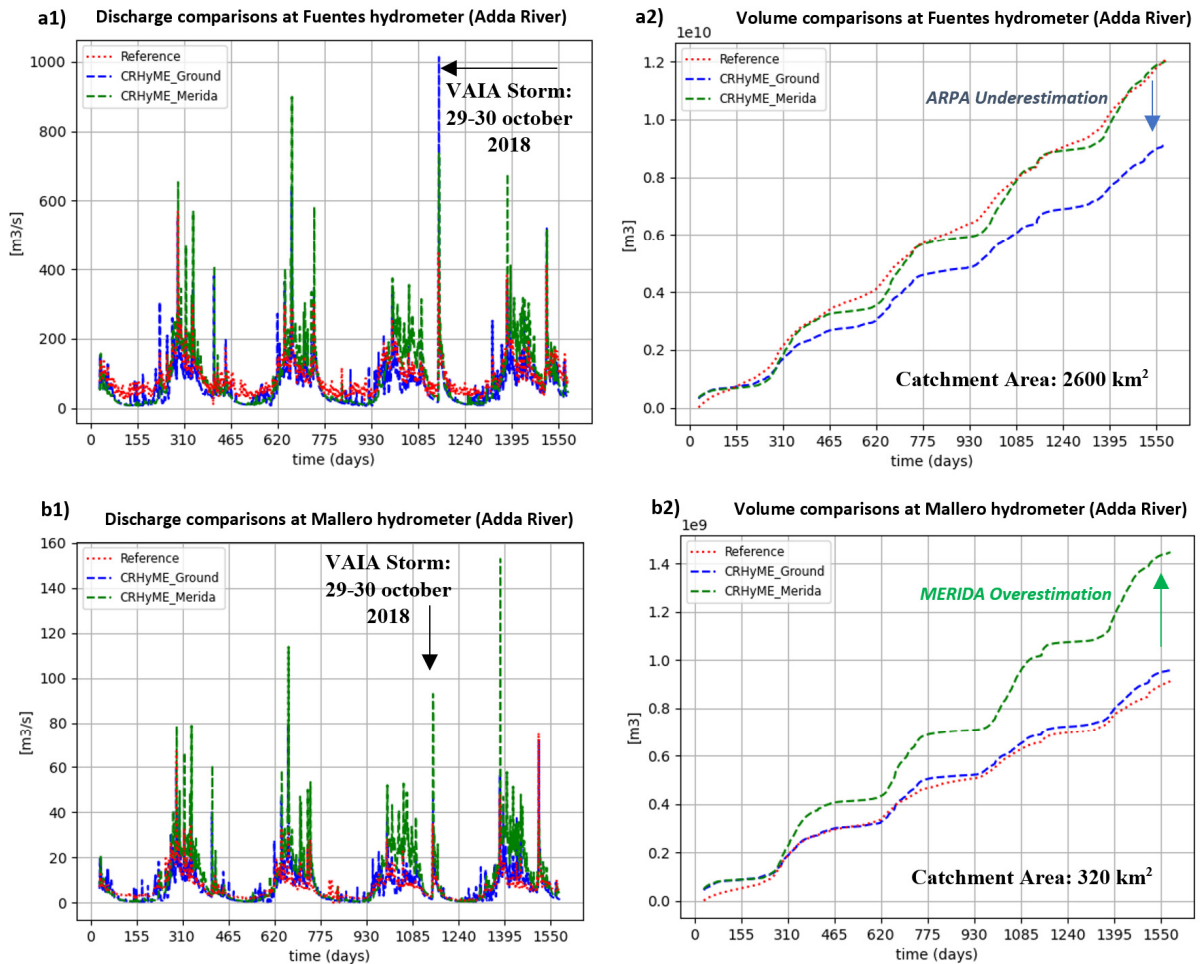 a1)
Discharge comparisons at Fuentes hydrometer (Adda River)
Reference
CRHyME_Ground
CRHyME_Merida
VAIA Storm:
29-30 october
2018
1000
800
600
400
200
0
[m3/s]
0 155 310 465 620 775 930 1085 1240 1395 1550
time (days)
a2)
Volume comparisons at Fuentes hydrometer (Adda River)
1e10
Reference
CRHyME_Ground
CRHyME_Merida
ARPA Underestimation
Catchment Area: 2600 km²
1.2
1.0
0.8
0.6
0.4
0.2
0.0
[m3]
0 155 310 465 620 775 930 1085 1240 1395 1550
time (days)
b1)
Discharge comparisons at Mallero hydrometer (Adda River)
Reference
CRHyME_Ground
CRHyME_Merida
VAIA Storm:
29-30 october
2018
160
140
120
100
80
60
40
20
0
[m3/s]
0 155 310 465 620 775 930 1085 1240 1395 1550
time (days)
b2)
Volume comparisons at Mallero hydrometer (Adda River)
1e9
Reference
CRHyME_Ground
CRHyME_Merida
MERIDA Overestimation
Catchment Area: 320 km²
1.4
1.2
1.0
0.8
0.6
0.4
0.2
0.0
[m3]
0 155 310 465 620 775 930 1085 1240 1395 1550
time (days)